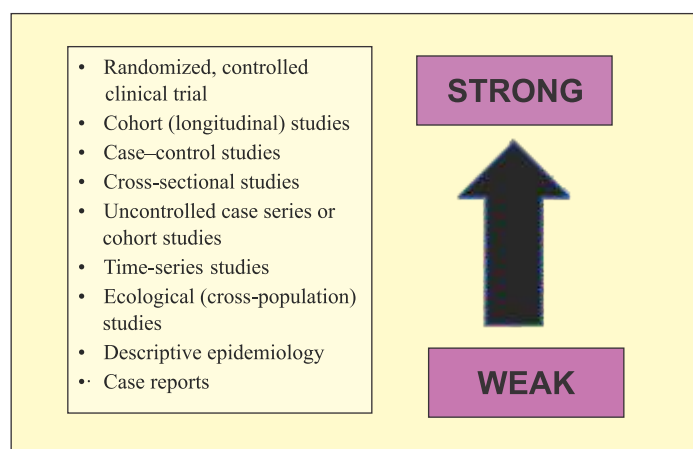 • Randomized, controlled
clinical trial
• Cohort (longitudinal) studies
• Case–control studies
• Cross-sectional studies
• Uncontrolled case series or
cohort studies
• Time-series studies
• Ecological (cross-population)
studies
• Descriptive epidemiology
• Case reports
STRONG
WEAK